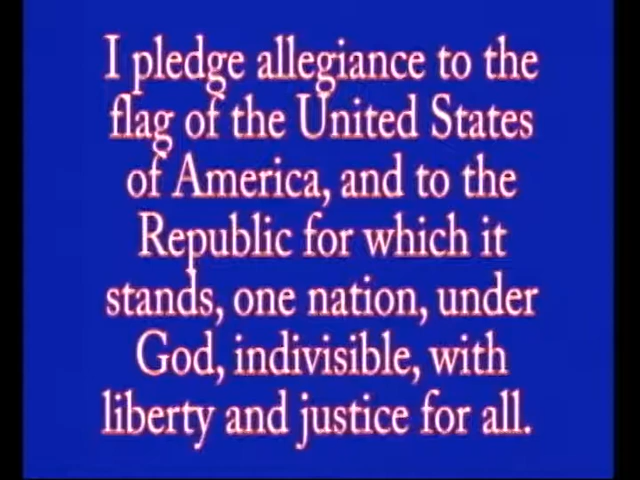 I pledge allegiance to the
flag of the United States
of America, and to the
Republic for which it
stands, one nation, under
God, indivisible, with
liberty and justice for all.